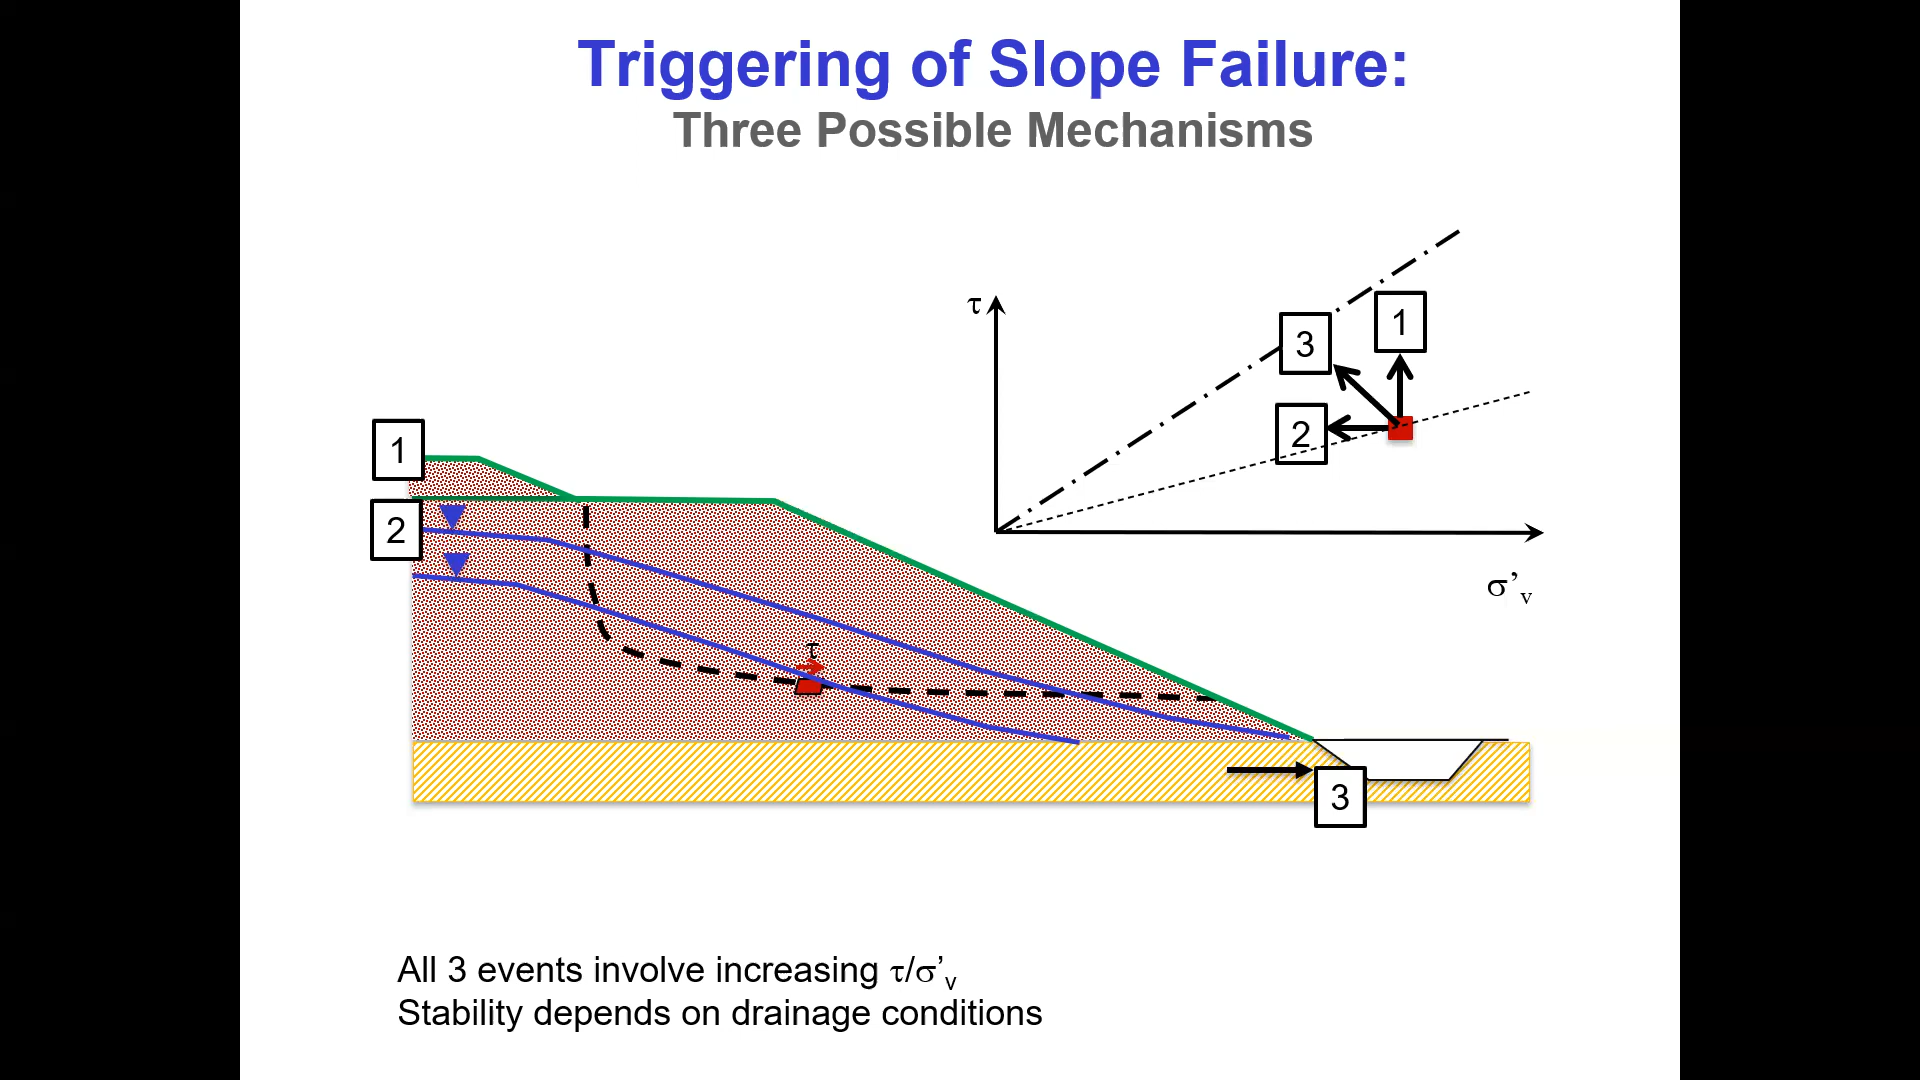 Triggering of Slope Failure:
Three Possible Mechanisms
τ
3
1
2
σ’v
1
2
τ
3
All 3 events involve increasing τ/σ’v
Stability depends on drainage conditions